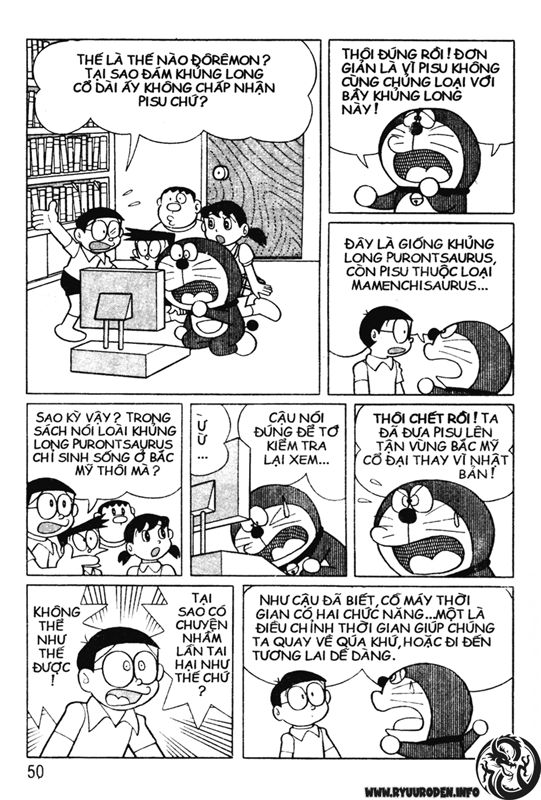 THẾ LÀ THẾ NÀO ĐÔRÊMON?
TẠI SAO ĐÁM KHỦNG LONG
CỔ DÀI ẤY KHÔNG CHẤP NHẬN
PISU CHỨ?
THÔI ĐÚNG RỒI! ĐƠN
GIẢN LÀ VÌ PISU KHÔNG
CÙNG CHỦNG LOẠI VỚI
BẦY KHỦNG LONG
NÀY!
ĐÂY LÀ GIỐNG KHỦNG
LONG PURONTSAURUS,
CÒN PISU THUỘC LOẠI
MAMENCHISAURUS...
SAO KỲ VẬY? TRONG
SÁCH NÓI LOÀI KHỦNG
LONG PURONTSAURUS
CHỈ SINH SỐNG Ở BẮC
MỸ THÔI MÀ?
Ừ
Ừ
...
CẬU NÓI
ĐÚNG ĐỂ TỚ
KIỂM TRA
LẠI XEM...
THÔI CHẾT RỒI! TA
ĐÃ ĐƯA PISU LÊN
TẬN VÙNG BẮC MỸ
CỔ ĐẠI THAY VÌ NHẬT
BẢN!
KHÔNG
THỂ
NHƯ THẾ
ĐƯỢC
!
TẠI
SAO CÓ
CHUYỆN
NHẦM
LẪN TAI
HẠI NHƯ
THẾ CHỨ
?
NHƯ CẬU ĐÃ BIẾT, CỖ MÁY THỜI
GIAN CÓ HAI CHỨC NĂNG...MỘT LÀ
ĐIỀU CHỈNH THỜI GIAN GIÚP CHÚNG
TA QUAY VỀ QÚA KHỨ, HOẶC ĐI ĐẾN
TƯƠNG LAI DỄ DÀNG.
50
WWW.RYUURODEN.INFO